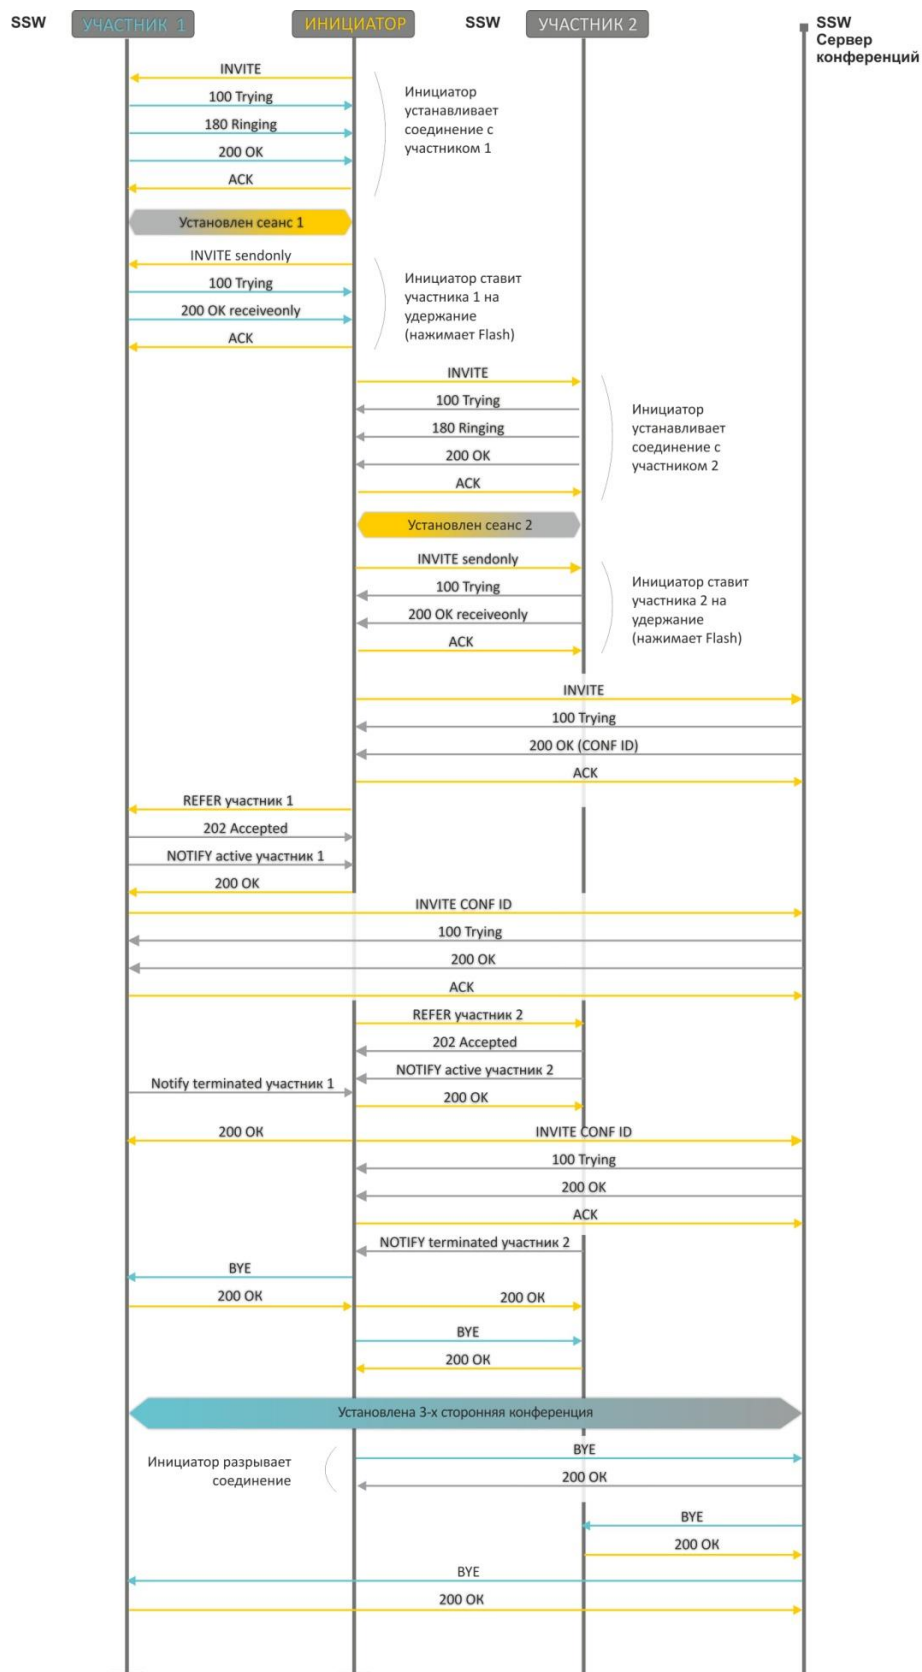 SSW
УЧАСТНИК 1
ИНИЦИАТОР
SSW
УЧАСТНИК 2
SSW
Сервер
конференций
INVITE
100 Trying
180 Ringing
200 OK
ACK
Инициатор
устанавливает
соединение с
участником 1
Установлен сеанс 1
INVITE sendonly
100 Trying
200 OK receiveonly
ACK
Инициатор ставит
участника 1 на
удержание
(нажимает Flash)
INVITE
100 Trying
180 Ringing
200 OK
ACK
Инициатор
устанавливает
соединение с
участником 2
Установлен сеанс 2
INVITE sendonly
100 Trying
200 OK receiveonly
ACK
Инициатор ставит
участника 2 на
удержание
(нажимает Flash)
INVITE
100 Trying
200 OK (CONF ID)
ACK
REFER участник 1
202 Accepted
NOTIFY active участник 1
200 OK
INVITE CONF ID
100 Trying
200 OK
ACK
REFER участник 2
202 Accepted
NOTIFY active участник 2
Notify terminated участник 1
200 OK
200 OK
INVITE CONF ID
100 Trying
200 OK
ACK
NOTIFY terminated участник 2
BYE
200 OK
200 OK
BYE
200 OK
Установлена 3-х сторонняя конференция
Инициатор разрывает
соединение
BYE
200 OK
BYE
200 OK
BYE
200 OK